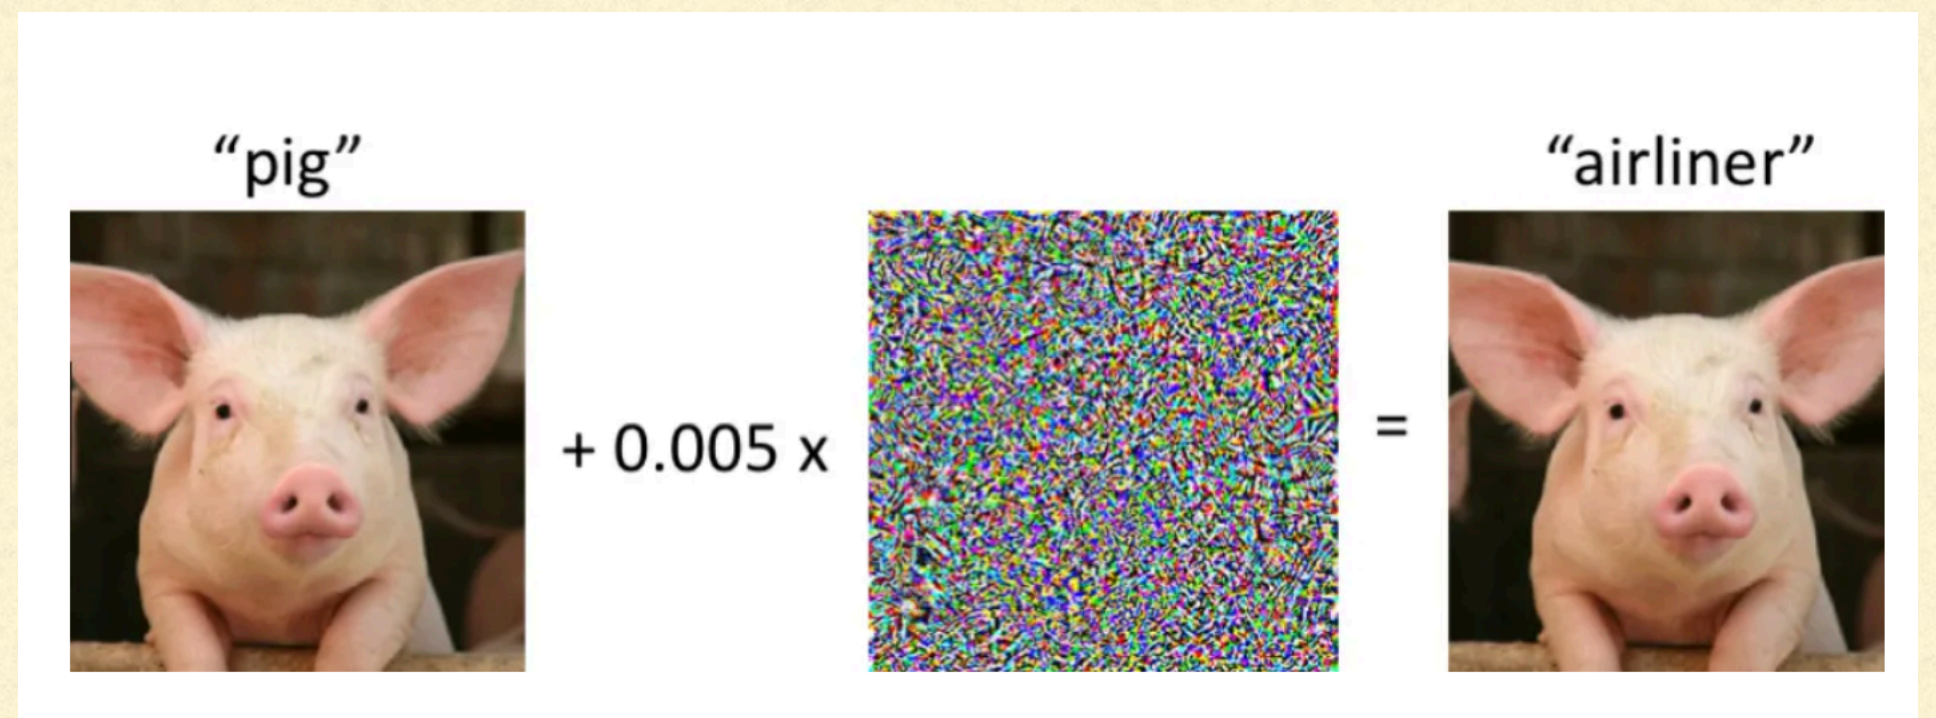 “pig”
“airliner”
+ 0.005 x
=